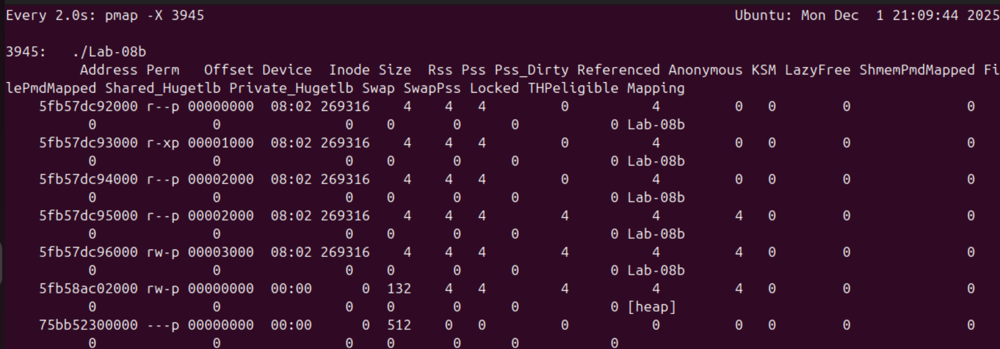 Every 2.0s: pmap -X 3945 Ubuntu: Mon Dec  1 21:09:44 2025
3945:   ./Lab-08b
Address Perm   Offset Device  Inode Size  Rss Pss Pss_Dirty Referenced Anonymous KSM LazyFree ShmemPmdMapped Fi
lePmdMapped Shared_Hugetlb Private_Hugetlb Swap SwapPss Locked THPeligible Mapping
5fb57dc92000 r--p 00000000  08:02 269316    4    4   4         0          4         0   0        0              0
0              0               0    0       0      0           0 Lab-08b
5fb57dc93000 r-xp 00001000  08:02 269316    4    4   4         0          4         0   0        0              0
0              0               0    0       0      0           0 Lab-08b
5fb57dc94000 r--p 00002000  08:02 269316    4    4   4         0          4         0   0        0              0
0              0               0    0       0      0           0 Lab-08b
5fb57dc95000 r--p 00002000  08:02 269316    4    4   4         4          4         4   0        0              0
0              0               0    0       0      0           0 Lab-08b
5fb57dc96000 rw-p 00003000  08:02 269316    4    4   4         4          4         4   0        0              0
0              0               0    0       0      0           0 Lab-08b
5fb58ac02000 rw-p 00000000  00:00      0  132    4   4         4          4         4   0        0              0
0              0               0    0       0      0           0 [heap]
75bb52300000 ---p 00000000  00:00      0  512    0   0         0          0         0   0        0              0
0              0               0    0       0      0           0